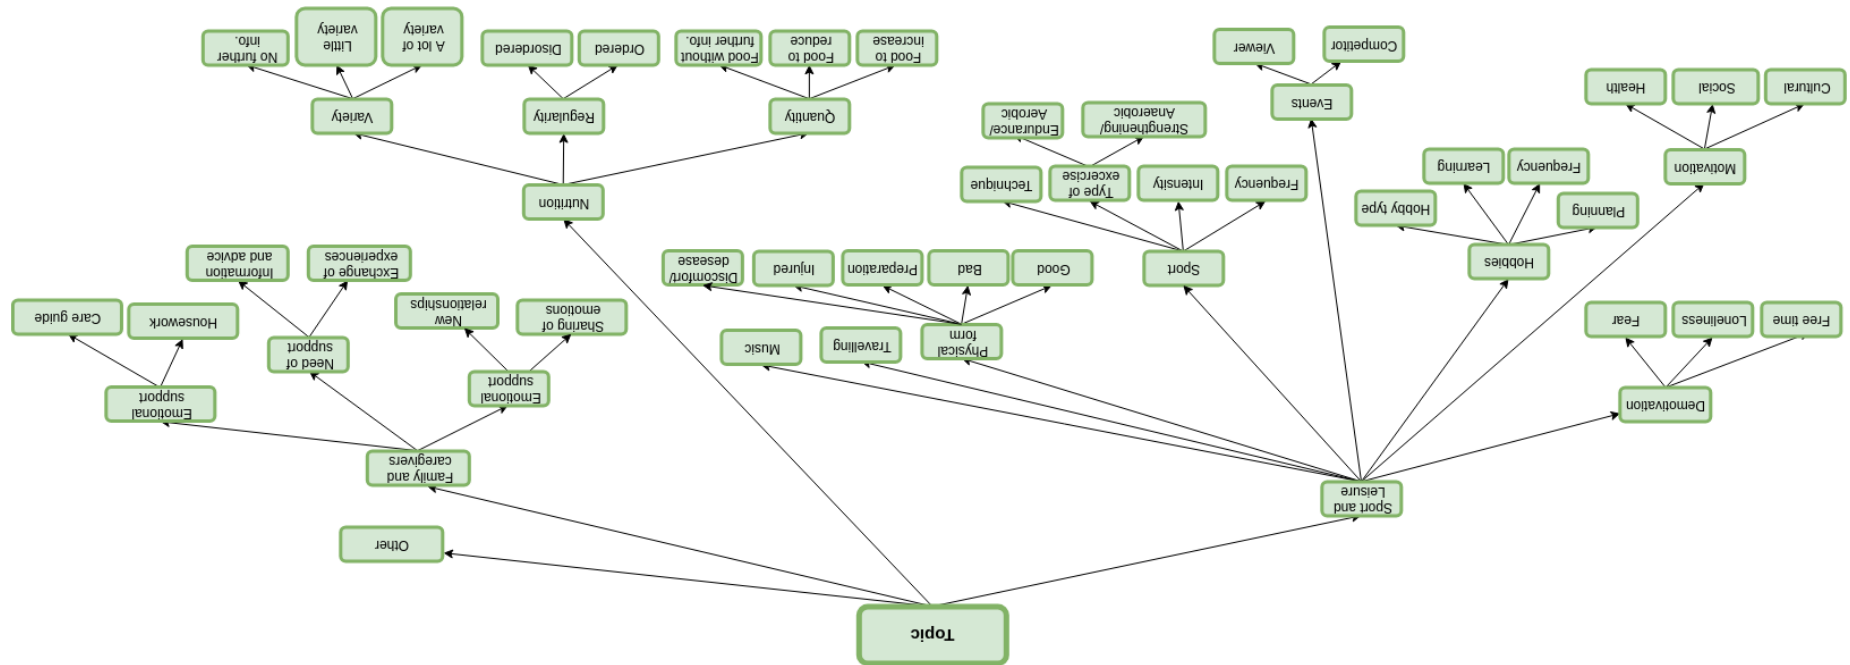 Topic
Sport and
Leisure
Demotivation
Free time
Loneliness
Fear
Motivation
Cultural
Social
Health
Hobbies
Planning
Frequency
Learning
Hobby type
Events
Competitor
Viewer
Sport
Frequency
Intensity
Type of
excercise
Strengthening/
Anaerobic
Endurance/
Aerobic
Technique
Physical
form
Good
Bad
Preparation
Injured
Discomfort/
desease
Travelling
Music
Nutrition
Quantity
Food to
increase
Food to
reduce
Food without
further info.
Regularity
Ordered
Disordered
Variety
A lot of
variety
Little
variety
No further
info.
Family and
caregivers
Emotional
support
Sharing of
emotions
New
relationships
Need of
support
Exchange of
experiences
Information
and advice
Emotional
support
Housework
Care guide
Other